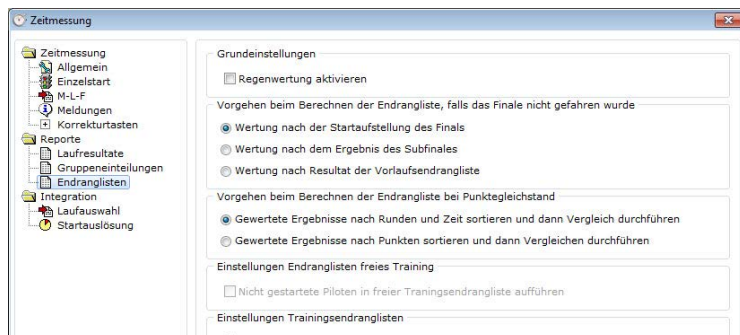 Zeitmessung
Zeitmessung
Allgemein
Einzelstart
M-L-F
Meldungen
Korrekturtasten
Reporte
Laufresultate
Gruppeneinteilungen
Endranglisten
Integration
Laufauswahl
Startauslösung
Grundeinstellungen
Regenwertung aktivieren
Vorgehen beim Berechnen der Endrangliste, falls das Finale nicht gefahren wurde
Wertung nach der Startaufstellung des Finals
Wertung nach dem Ergebnis des Subfinales
Wertung nach Resultat der Vorlaufsendrangliste
Vorgehen beim Berechnen der Endrangliste bei Punktegleichstand
Gewertete Ergebnisse nach Runden und Zeit sortieren und dann Vergleich durchführen
Gewertete Ergebnisse nach Punkten sortieren und dann Vergleichen durchführen
Einstellungen Endranglisten freies Training
Nicht gestartete Piloten in freier Traningsendrangliste aufführen
Einstellungen Trainingsendranglisten